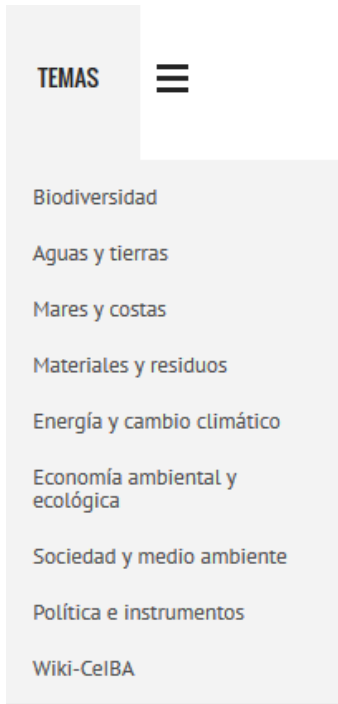 TEMAS
Biodiversidad
Aguas y tierras
Mares y costas
Materiales y residuos
Energía y cambio climático
Economía ambiental y
ecológica
Sociedad y medio ambiente
Política e instrumentos
Wiki-CeIBA